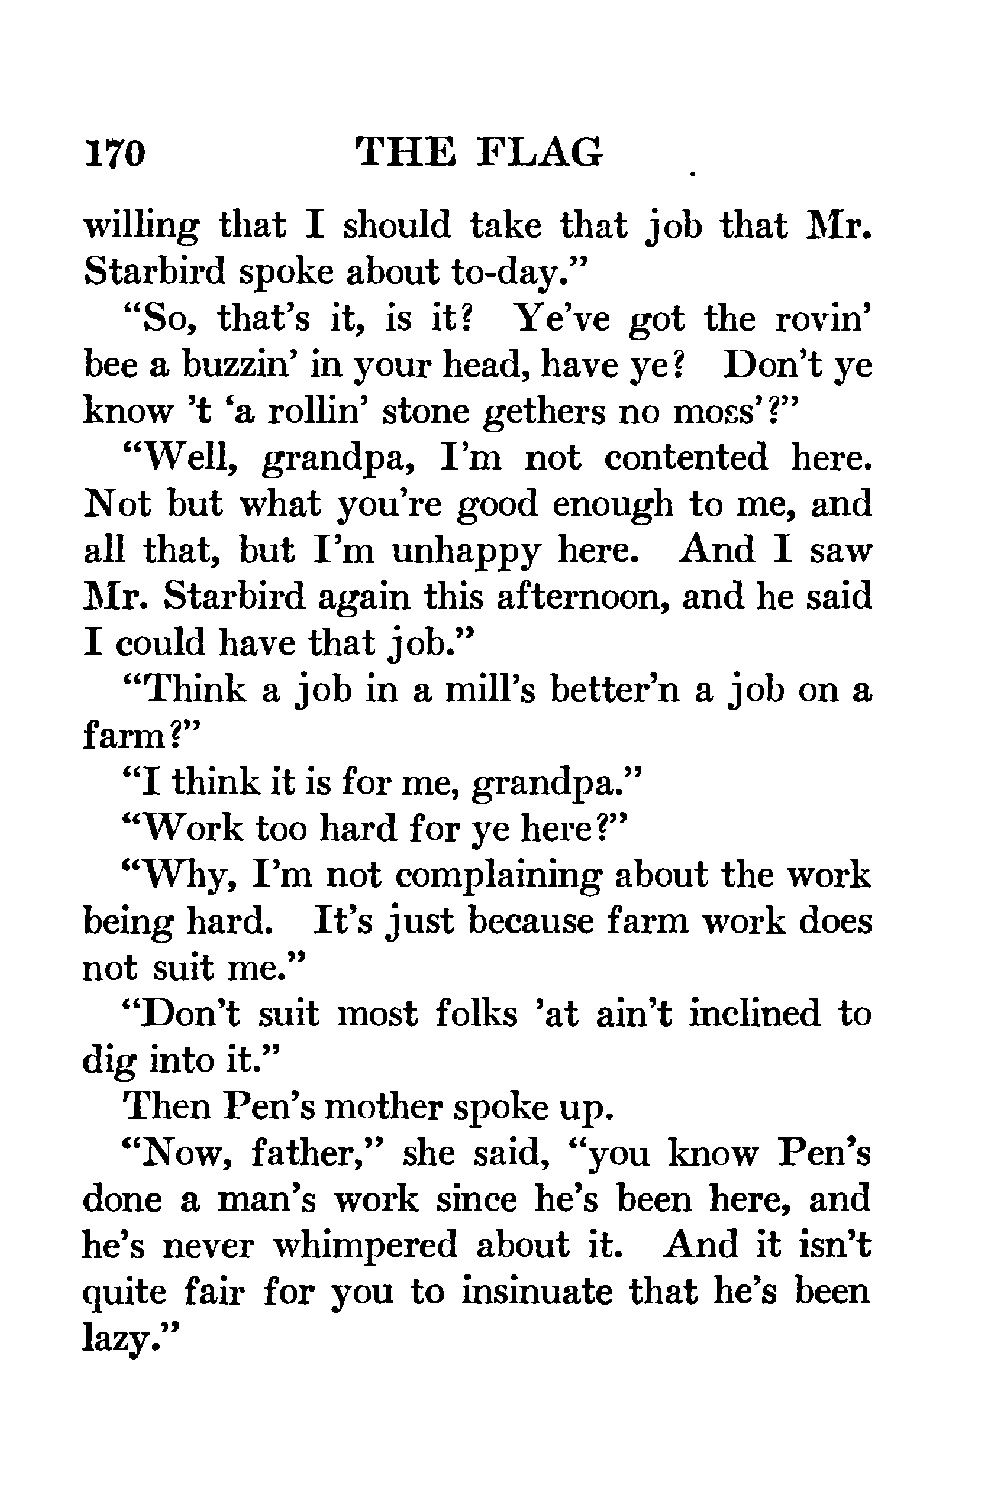 170 THE FLAG
willing that I should take that job that Mr.
Starbird spoke about to-day.”
“So, that’s it, is it? Ye’ve got the rovin’
bee a buzzin’ in your head, have ye? Don’t ye
know ’t ‘a rollin’ stone gethers no moss’?”
“Well, grandpa, I’m not contented here.
Not but what you’re good enough to me, and
all that, but I’m unhappy here. And I saw
Mr. Starbird again this afternoon, and he said
I could have that job.”
“Think a job in a mill’s better’n a job on a
farm?”
“I think it is for me, grandpa.”
“Work too hard for ye here?”
“Why, I’m not complaining about the work
being hard. It’s just because farm work does
not suit me.”
“Don’t suit most folks ’at ain’t inclined to
dig into it.”
Then Pen’s mother spoke up.
“Now, father,” she said, “you know Pen’s
done a man’s work since he’s been here, and
he’s never whimpered about it. And it isn’t
quite fair for you to insinuate that he’s been
lazy.”